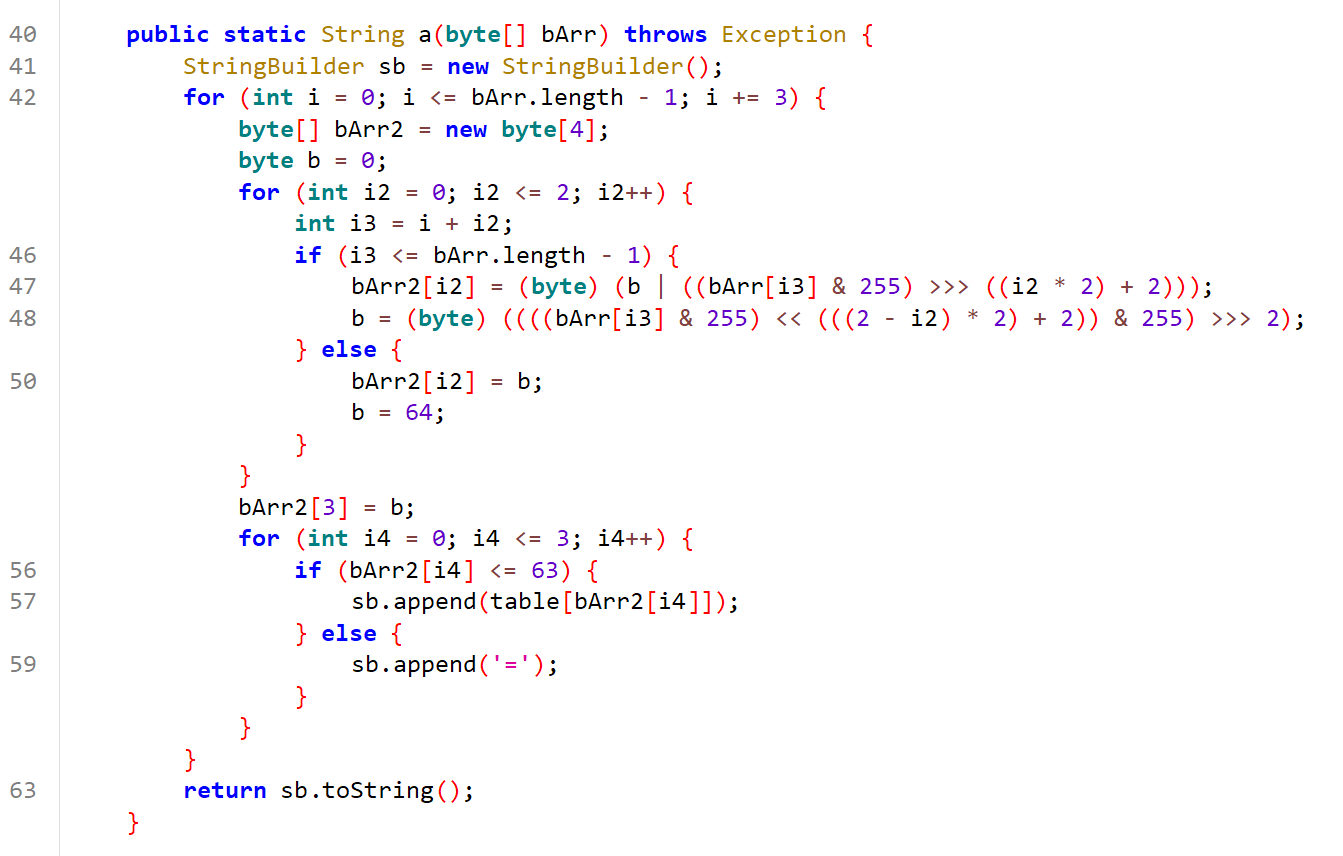 40 public static String a(byte[] bArr) throws Exception {
41 StringBuilder sb = new StringBuilder();
42 for (int i = 0; i <= bArr.length - 1; i += 3) {
byte[] bArr2 = new byte[4];
byte b = 0;
for (int i2 = 0; i2 <= 2; i2++) {
int i3 = i + i2;
46 if (i3 <= bArr.length - 1) {
47 bArr2[i2] = (byte) (b | ((bArr[i3] & 255) >>> ((i2 * 2) + 2)));
48 b = (byte) ((((bArr[i3] & 255) << (((2 - i2) * 2) + 2)) & 255) >>> 2);
} else {
50 bArr2[i2] = b;
b = 64;
}
}
bArr2[3] = b;
for (int i4 = 0; i4 <= 3; i4++) {
56 if (bArr2[i4] <= 63) {
57 sb.append(table[bArr2[i4]]);
} else {
59 sb.append('=');
}
}
}
63 return sb.toString();
}